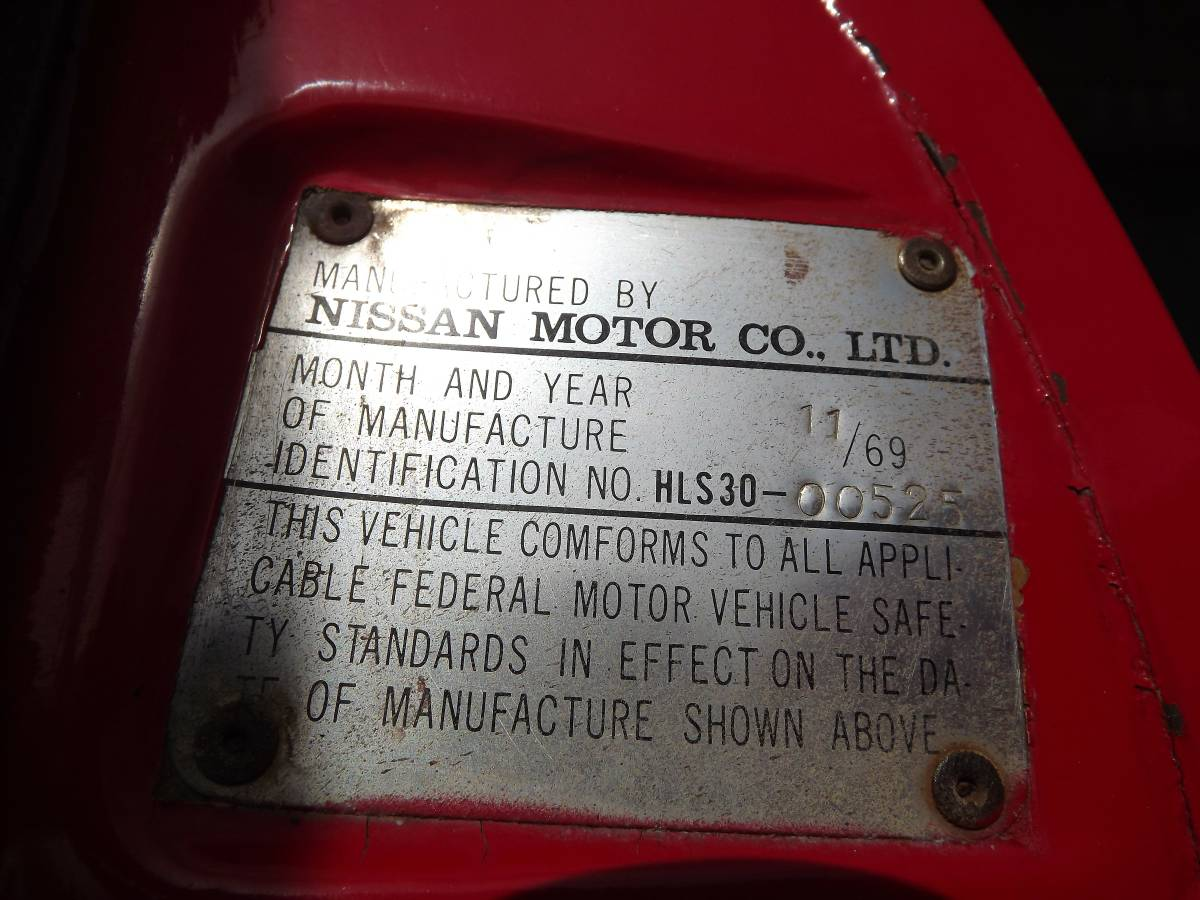 MANUFACTURED BY
NISSAN MOTOR CO., LTD.
MONTH AND YEAR
OF MANUFACTURE 11/69
IDENTIFICATION NO. HLS30-00525
THIS VEHICLE COMFORMS TO ALL APPLI-
CABLE FEDERAL MOTOR VEHICLE SAFE-
TY STANDARDS IN EFFECT ON THE DA-
TE OF MANUFACTURE SHOWN ABOVE